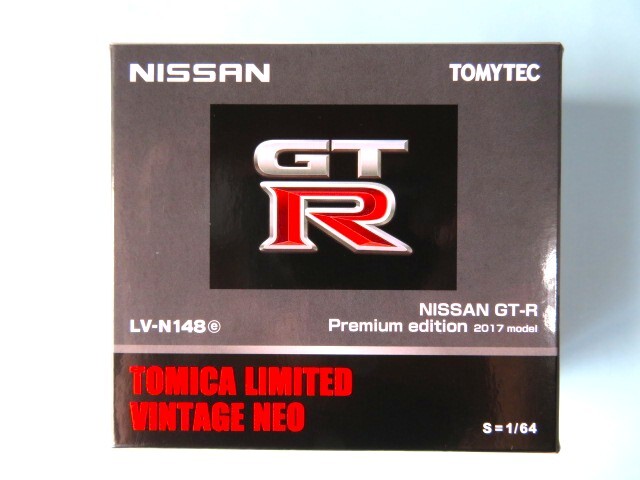 NISSAN TOMYTEC
GT
R
NISSAN GT-R
LV-N148ⓔ Premium edition 2017 model
TOMICA LIMITED
VINTAGE NEO
S=1/64